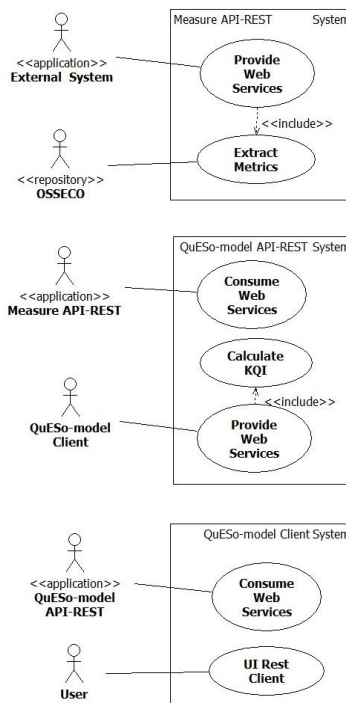 Measure API-REST System
<<application>>
External System
Provide
Web
Services
<<include>>
Extract
Metrics
<<repository>>
OSSECO
QuESo-model API-REST System
<<application>>
Measure API-REST
Consume
Web
Services
Calculate
KQI
<<include>>
QuESo-model
Client
Provide
Web
Services
QuESo-model Client System
<<application>>
QuESo-model
API-REST
Consume
Web
Services
User
UI Rest
Client